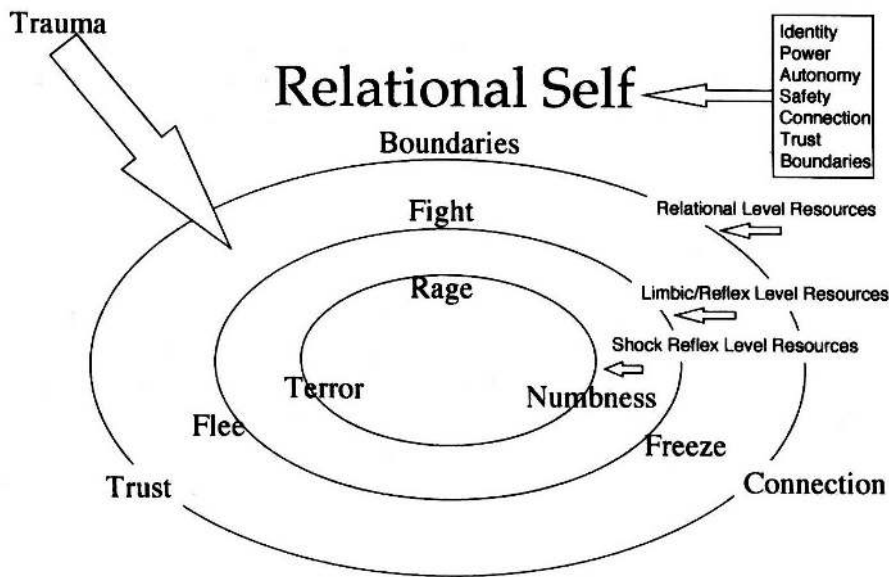 Trauma
Identity
Power
Autonomy
Safety
Connection
Trust
Boundaries
Relational Self
Boundaries
Relational Level Resources
Fight
Limbic/Reflex Level Resources
Rage
Shock Reflex Level Resources
Terror
Numbness
Flee
Freeze
Trust
Connection